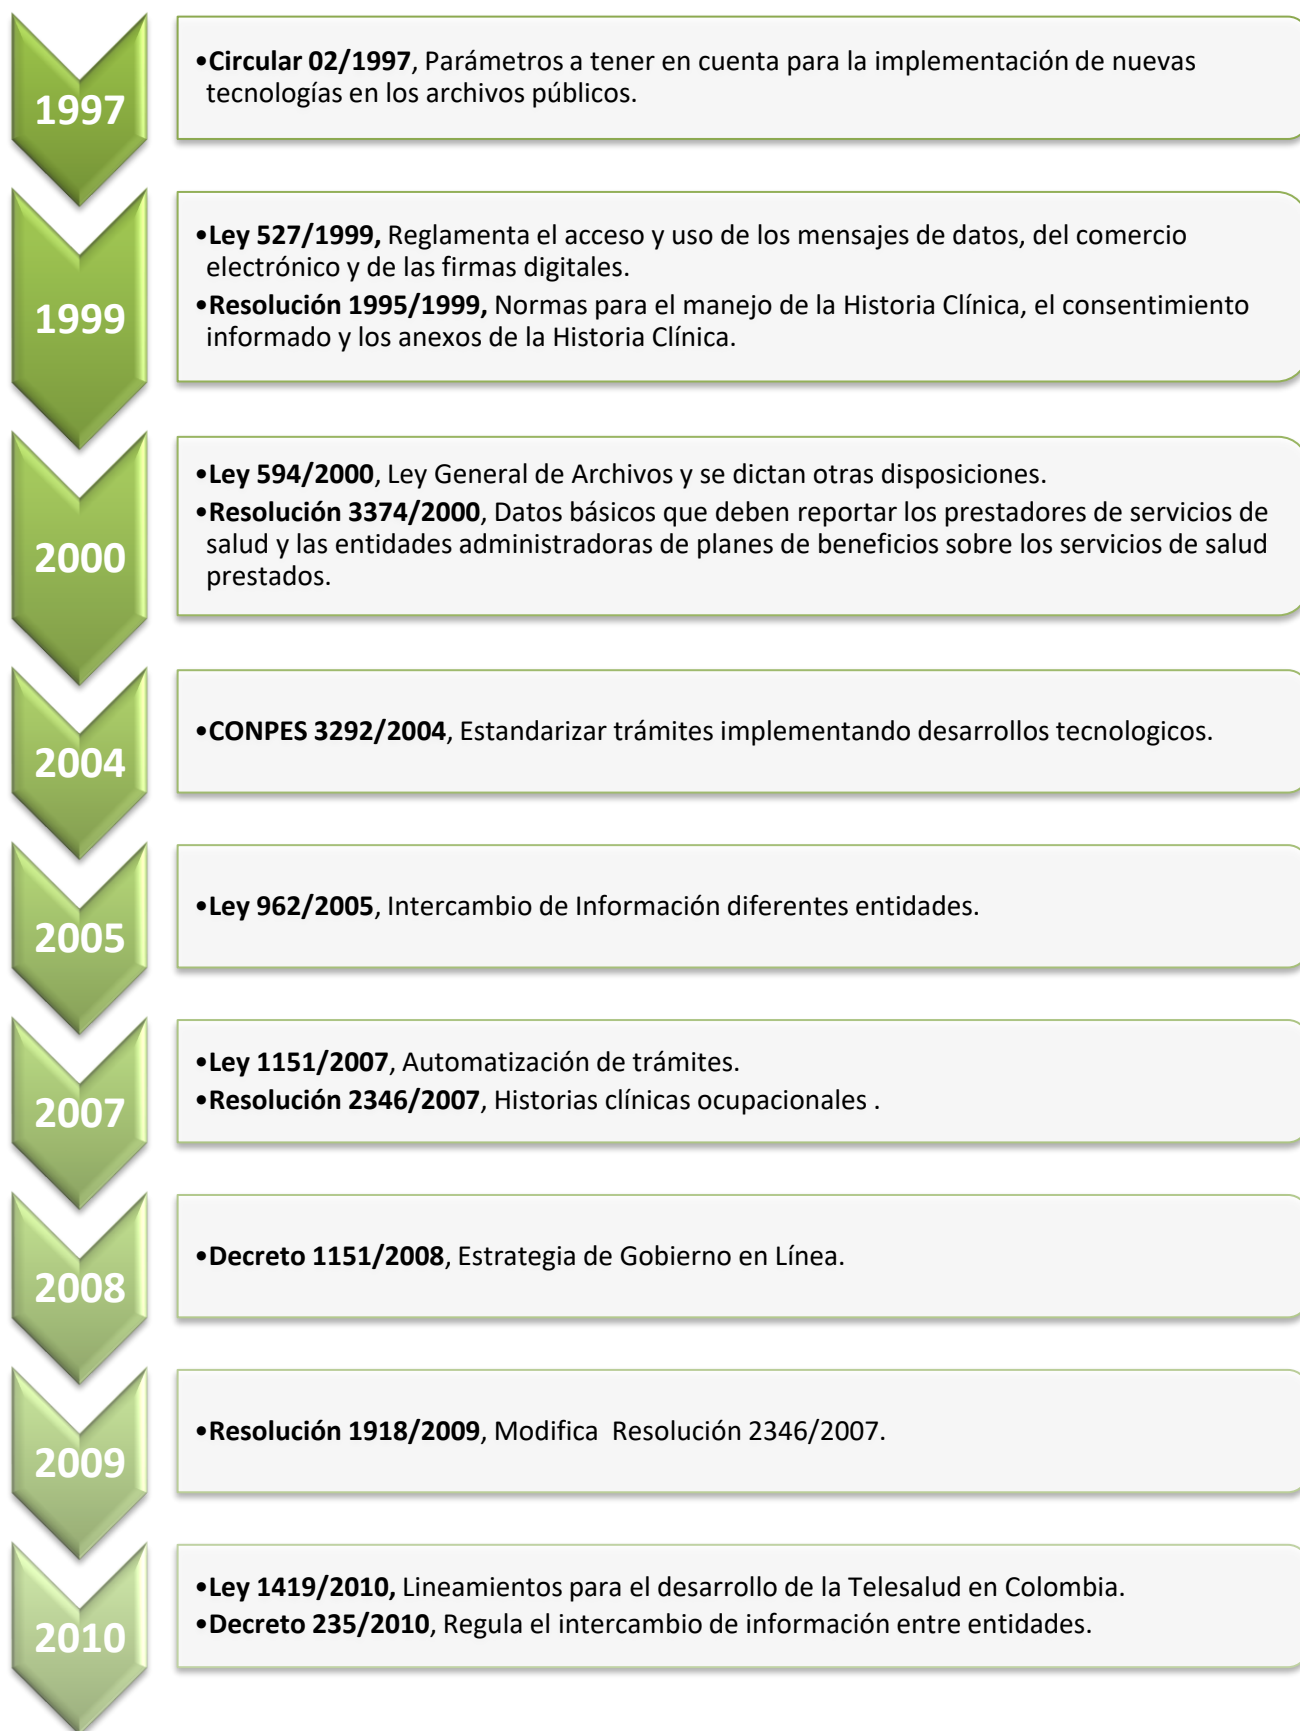 1997
•Circular 02/1997, Parámetros a tener en cuenta para la implementación de nuevas
tecnologías en los archivos públicos.
1999
•Ley 527/1999, Reglamenta el acceso y uso de los mensajes de datos, del comercio
electrónico y de las firmas digitales.
•Resolución 1995/1999, Normas para el manejo de la Historia Clínica, el consentimiento
informado y los anexos de la Historia Clínica.
2000
•Ley 594/2000, Ley General de Archivos y se dictan otras disposiciones.
•Resolución 3374/2000, Datos básicos que deben reportar los prestadores de servicios de
salud y las entidades administradoras de planes de beneficios sobre los servicios de salud
prestados.
2004
•CONPES 3292/2004, Estandarizar trámites implementando desarrollos tecnologicos.
2005
•Ley 962/2005, Intercambio de Información diferentes entidades.
2007
•Ley 1151/2007, Automatización de trámites.
•Resolución 2346/2007, Historias clínicas ocupacionales .
2008
•Decreto 1151/2008, Estrategia de Gobierno en Línea.
2009
•Resolución 1918/2009, Modifica  Resolución 2346/2007.
2010
•Ley 1419/2010, Lineamientos para el desarrollo de la Telesalud en Colombia.
•Decreto 235/2010, Regula el intercambio de información entre entidades.